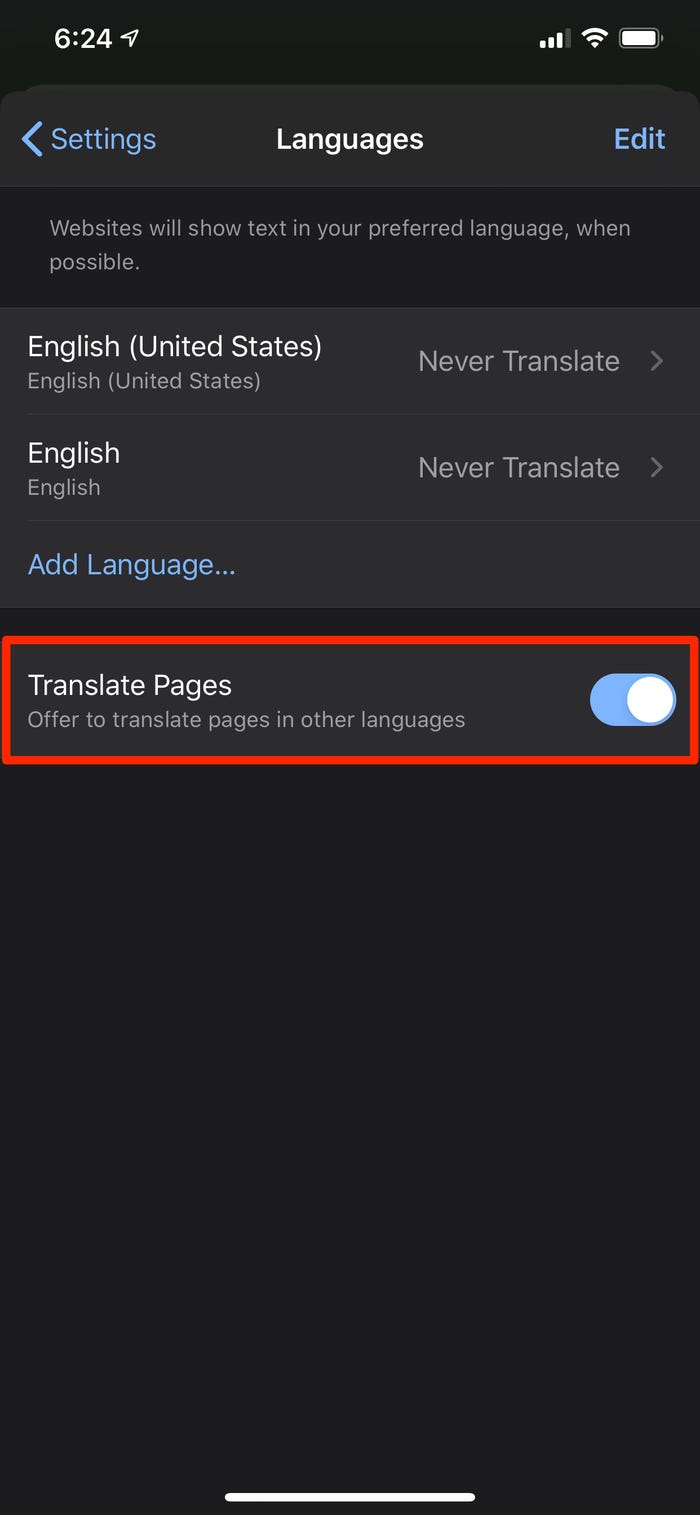 6:24
Settings
Languages
Edit
Websites will show text in your preferred language, when
possible.
English (United States)
English (United States)
Never Translate
English
English
Never Translate
Add Language...
Translate Pages
Offer to translate pages in other languages